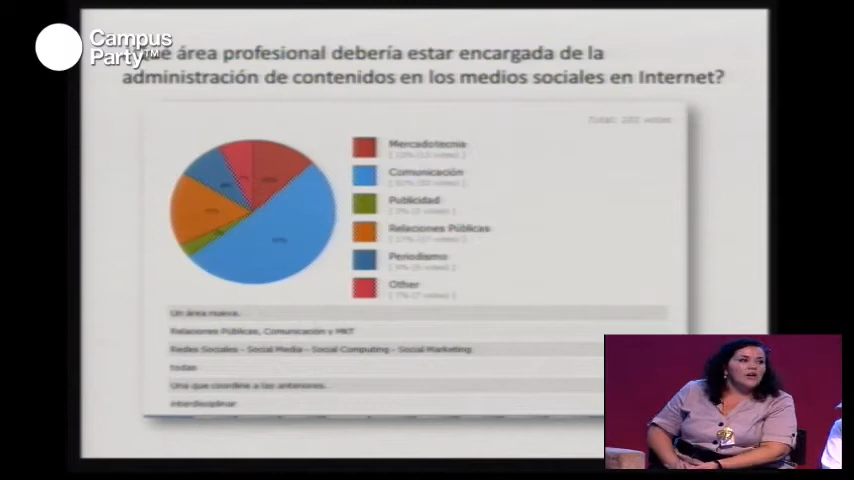 Campus
Party™
área profesional debería estar encargada de la
administración de contenidos en los medios sociales en Internet?
Total: votes
Mercadotecnia
Comunicación
Publicidad
Relaciones Públicas
Periodismo
Other
Un área nueva.
Relaciones Públicas, Comunicación y MKT
Redes Sociales - Social Media - Social Computing - Social Marketing
todas
Una que coordine a las anteriores.
interdisciplinar